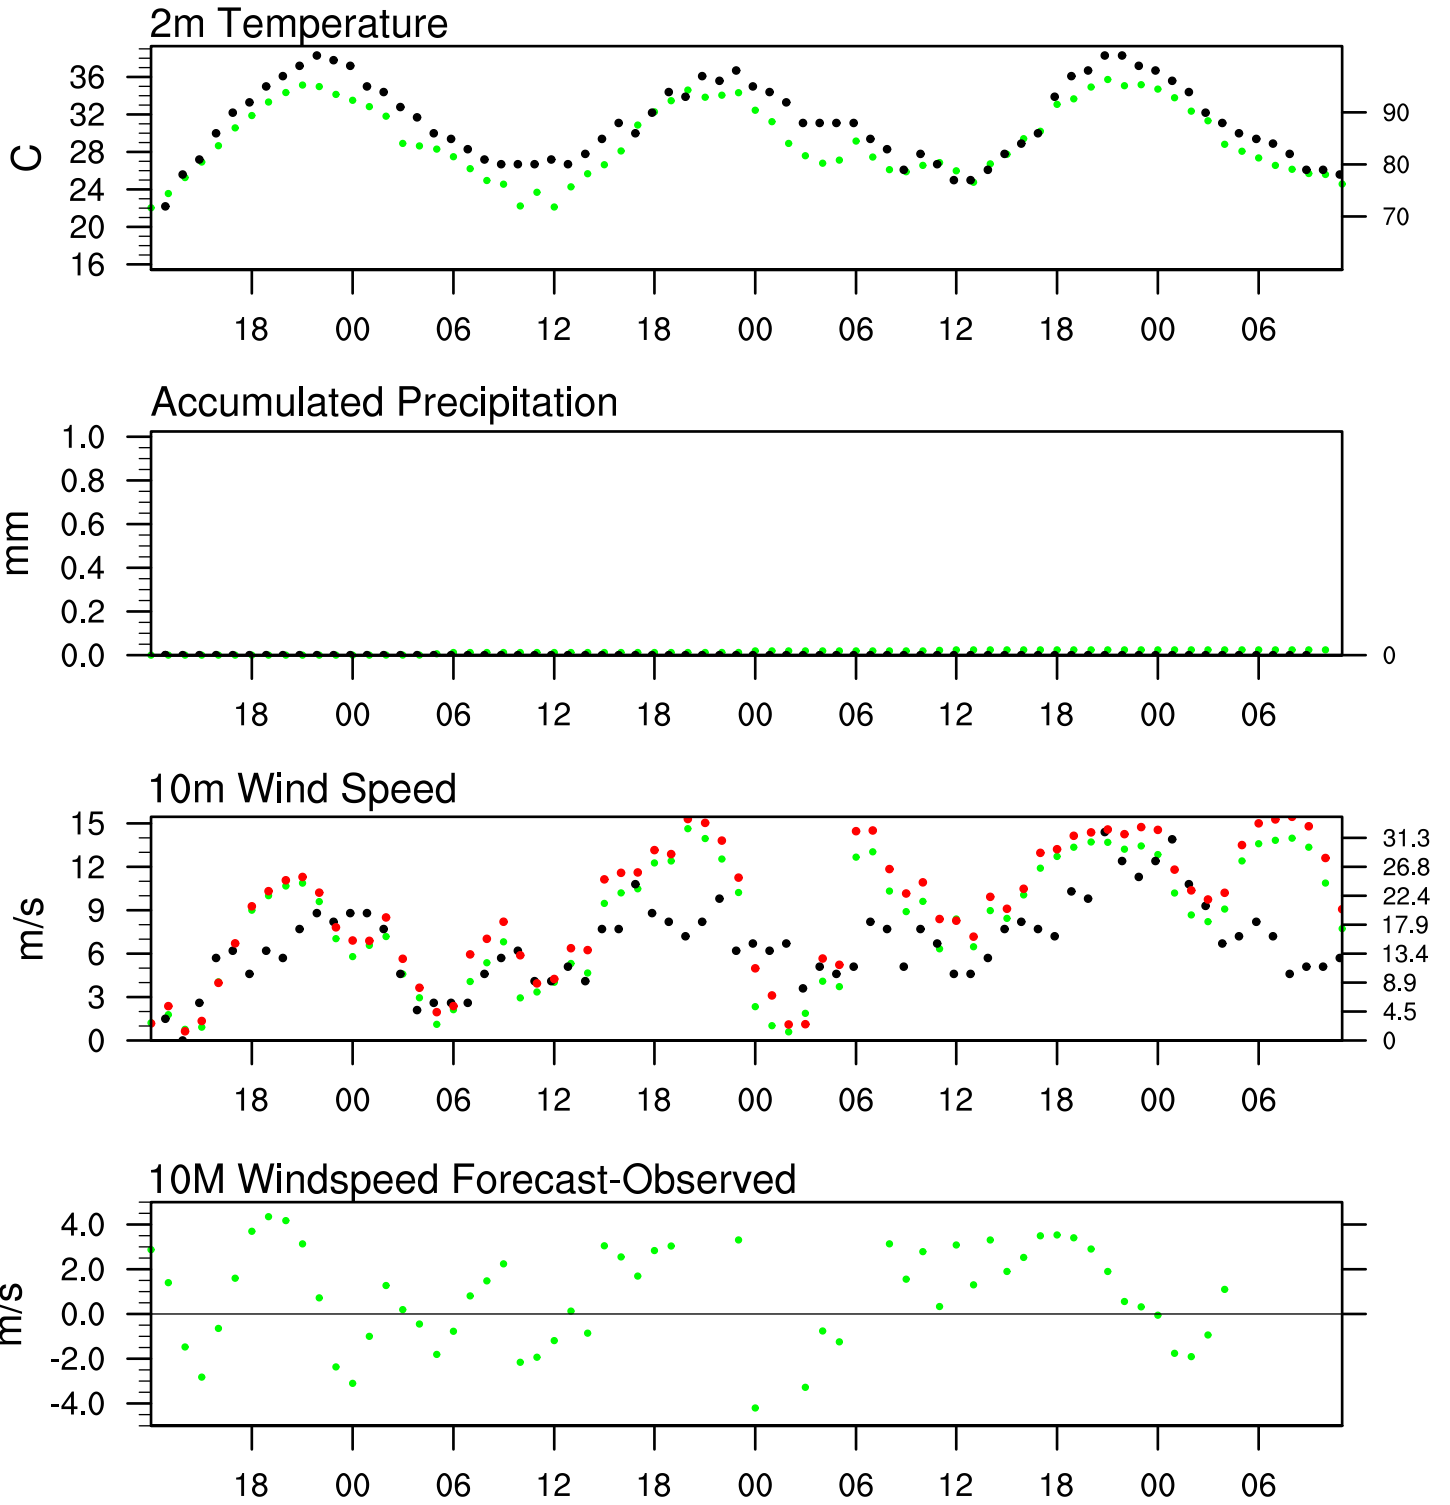 2m Temperature
C
36
32
28
24
20
16
90
80
70
18 00 06 12 18 00 06 12 18 00 06
Accumulated Precipitation
mm
1.0
0.8
0.6
0.4
0.2
0.0
0
18 00 06 12 18 00 06 12 18 00 06
10m Wind Speed
m/s
15
12
9
6
3
0
31.3
26.8
22.4
17.9
13.4
8.9
4.5
0
18 00 06 12 18 00 06 12 18 00 06
10M Windspeed Forecast-Observed
m/s
4.0
2.0
0.0
-2.0
-4.0
18 00 06 12 18 00 06 12 18 00 06